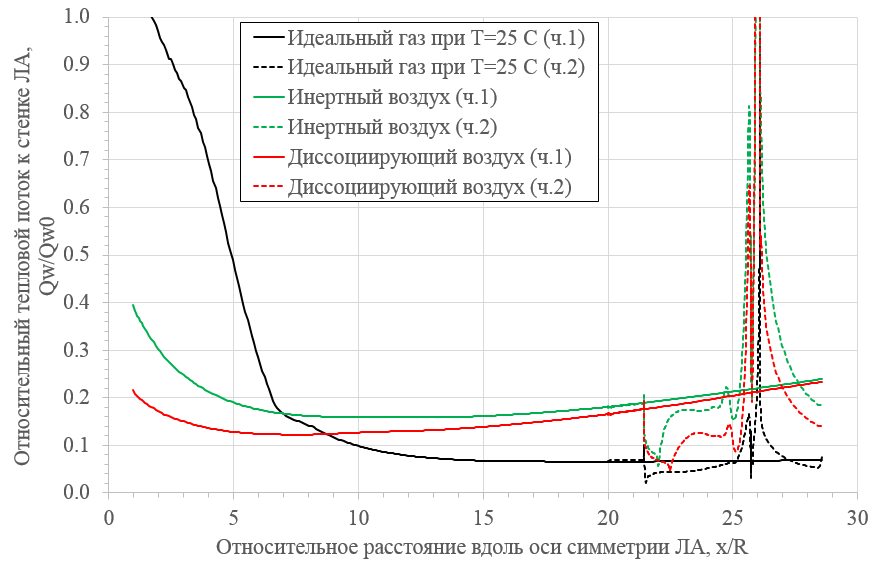 Относительный тепловой поток к стенке ЛА,
Qw/Qw0
1.0
0.9
0.8
0.7
0.6
0.5
0.4
0.3
0.2
0.1
0.0
Идеальный газ при T=25 C (ч.1)
Идеальный газ при T=25 C (ч.2)
Инертный воздух (ч.1)
Инертный воздух (ч.2)
Диссоциирующий воздух (ч.1)
Диссоциирующий воздух (ч.2)
0 5 10 15 20 25 30
Относительное расстояние вдоль оси симметрии ЛА, x/R